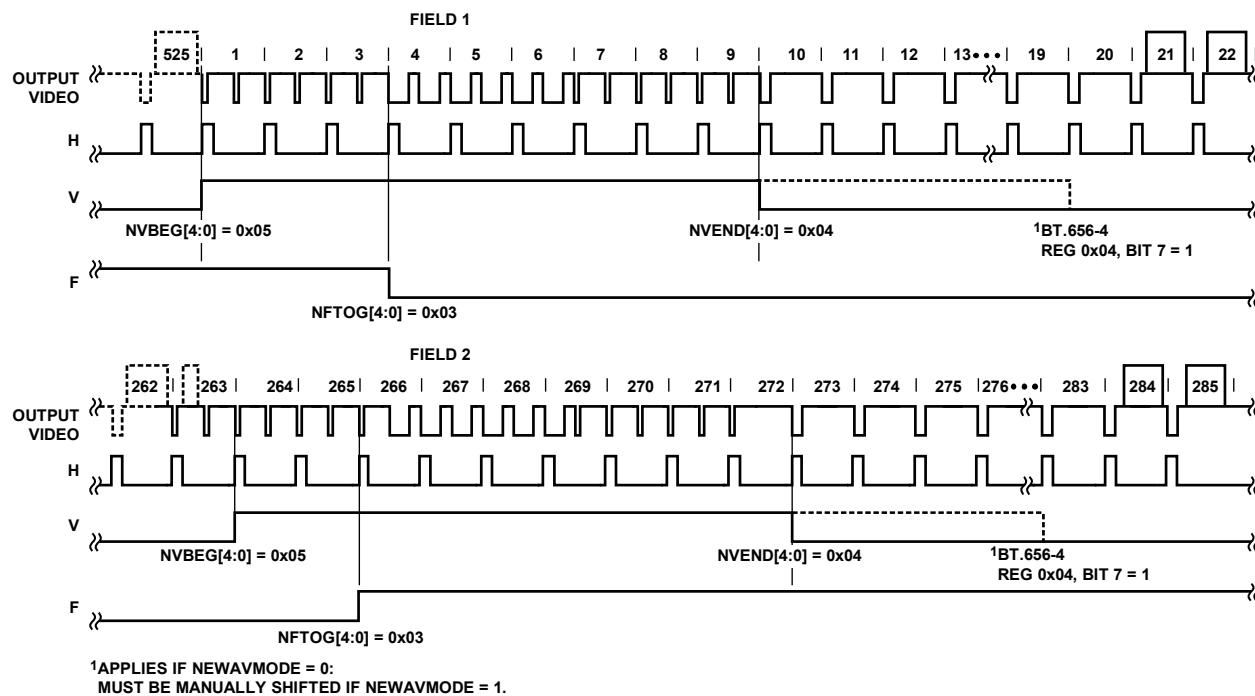 FIELD 1
525 1 2 3 4 5 6 7 8 9 10 11 12 13 19 20 21 22
OUTPUT
VIDEO
H
V
NVBEG[4:0] = 0x05
NVEND[4:0] = 0x04
1BT.656-4
REG 0x04, BIT 7 = 1
F
NFTOG[4:0] = 0x03
FIELD 2
262 263 264 265 266 267 268 269 270 271 272 273 274 275 276 283 284 285
OUTPUT
VIDEO
H
V
NVBEG[4:0] = 0x05
NVEND[4:0] = 0x04
1BT.656-4
REG 0x04, BIT 7 = 1
F
NFTOG[4:0] = 0x03
1APPLIES IF NEWAVMODE = 0:
MUST BE MANUALLY SHIFTED IF NEWAVMODE = 1.